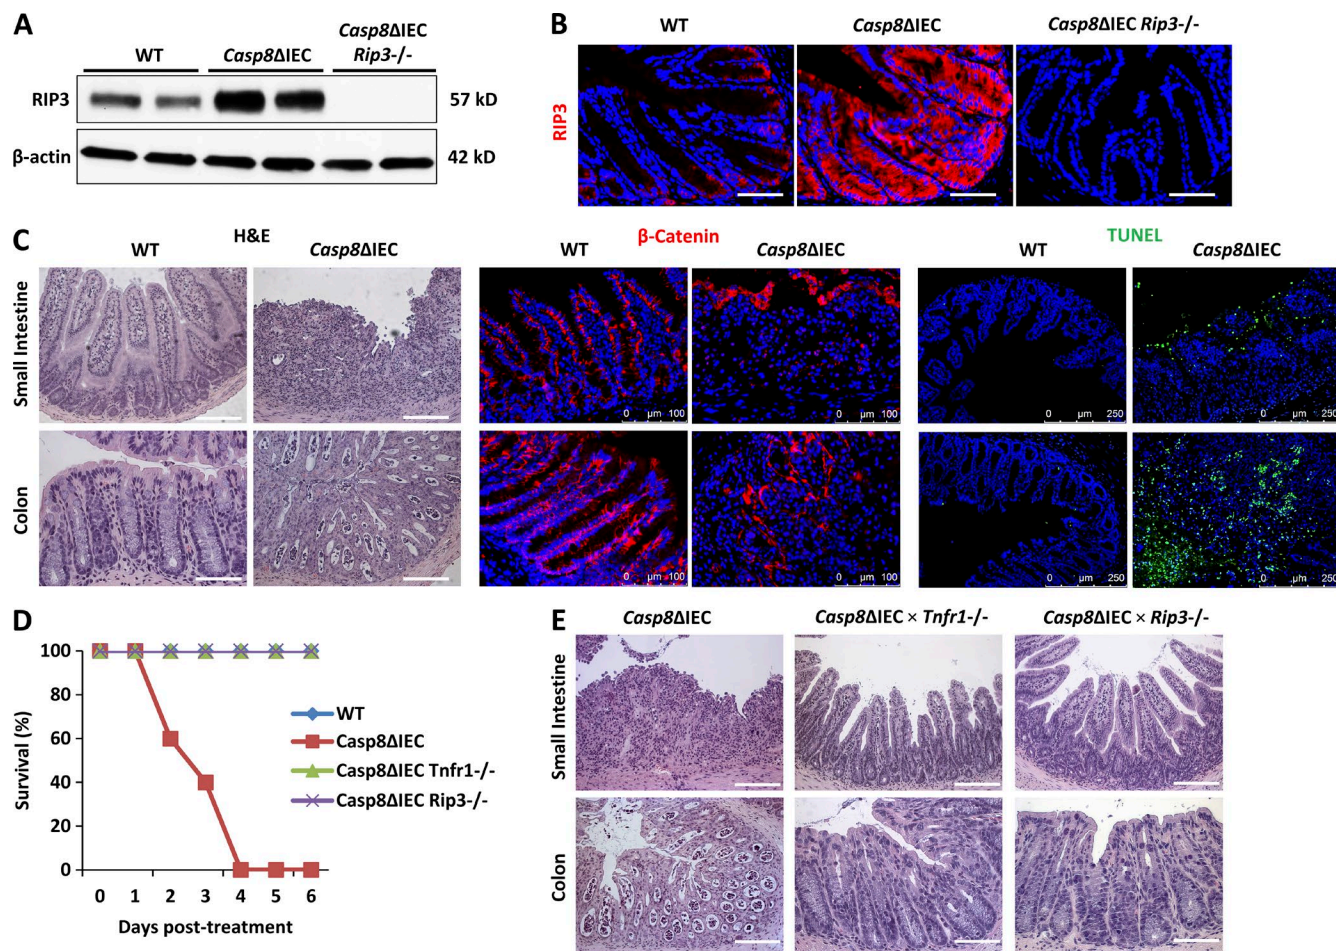 A
WT
Casp8ΔIEC
Casp8ΔIEC
Rip3-/-
RIP3
57 kD
β-actin
42 kD
B
WT
Casp8ΔIEC
Casp8ΔIEC Rip3-/-
RIP3
C
H&E
β-Catenin
TUNEL
WT
Casp8ΔIEC
WT
Casp8ΔIEC
WT
Casp8ΔIEC
Small Intestine
0 µm 100
0 µm 100
0 µm 250
0 µm 250
Colon
0 µm 100
0 µm 100
0 µm 250
0 µm 250
D
Survival (%)
100
80
60
40
20
0
0 1 2 3 4 5 6
Days post-treatment
WT
Casp8ΔIEC
Casp8ΔIEC Tnfr1-/-
Casp8ΔIEC Rip3-/-
E
Casp8ΔIEC
Casp8ΔIEC × Tnfr1-/-
Casp8ΔIEC × Rip3-/-
Small Intestine
Colon